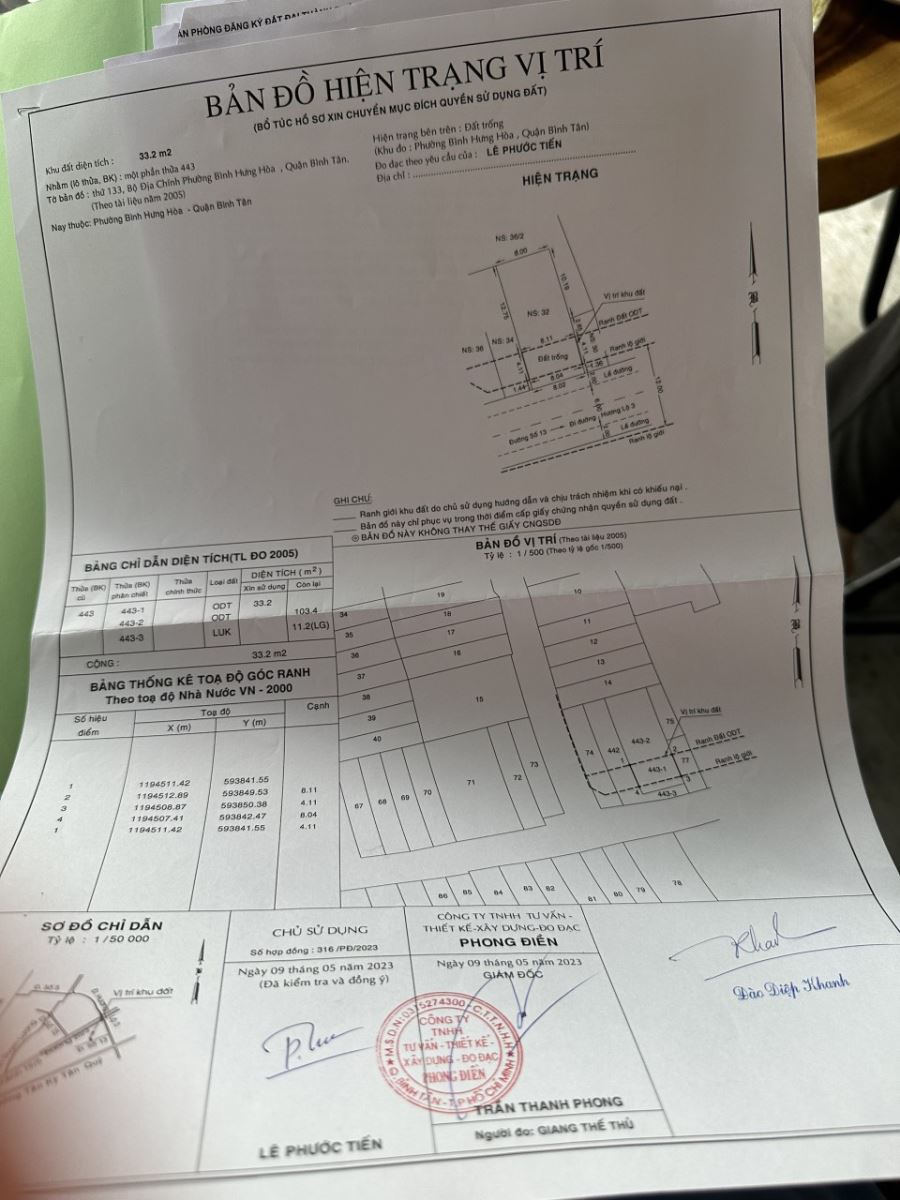 ĂN PHÒNG ĐĂNG KÝ ĐẤT ĐAI THÀNH
BẢN ĐỒ HIỆN TRẠNG VỊ TRÍ
(BỔ TÚC HỒ SƠ XIN CHUYỂN MỤC ĐÍCH QUYỀN SỬ DỤNG ĐẤT)
Khu đất diện tích : 33.2 m2
Nhằm (lô thửa, BK) : một phần thửa 443
Tờ bản đồ : thứ 133, Bộ Địa Chính Phường Bình Hưng Hòa , Quận Bình Tân.
(Theo tài liệu năm 2005)
Nay thuộc: Phường Bình Hưng Hòa - Quận Bình Tân
Hiện trạng bên trên : Đất trống
(Khu đo : Phường Bình Hưng Hòa , Quận Bình Tân)
Đo đạc theo yêu cầu của : LÊ PHƯỚC TIẾN
Địa chỉ :
HIỆN TRẠNG
NS: 36/2
8.00
10.19
12.75
NS: 32
Vị trí khu đất
Ranh Đất ODT
NS: 36
NS: 34
8.11
4.11
Đất trống
4.11
NS: 30
Ranh lộ giới
1.44
8.04
8.02
1.36
Lề đường
12.00
Đường Số 13
Đi đường Hương Lộ 3
6.00
Lề đường
Ranh lộ giới
B
GHI CHÚ:
Ranh giới khu đất do chủ sử dụng hướng dẫn và chịu trách nhiệm khi có khiếu nại .
Bản đồ này chỉ phục vụ trong thời điểm cấp giấy chứng nhận quyền sử dụng đất .
BẢN ĐỒ NÀY KHÔNG THAY THẾ GIẤY CNQSDĐ
BẢNG CHỈ DẪN DIỆN TÍCH(TL ĐO 2005)
Thửa (BK) cũ Thửa (BK) phân chiết Thửa chính thức Loại đất DIỆN TÍCH ( m2 ) Xin sử dụng Còn lại
443 443-1 ODT 33.2
443-2 ODT 103.4
443-3 LUK 11.2(LG)
CỘNG : 33.2 m2
BẢNG THỐNG KÊ TOẠ ĐỘ GÓC RANH
Theo toạ độ Nhà Nước VN - 2000
Số hiệu điểm Toạ độ Cạnh
X (m) Y (m)
1 1194511.42 593841.55
8.11
2 1194512.89 593849.53
4.11
3 1194508.87 593850.38
8.04
4 1194507.41 593842.47
4.11
1 1194511.42 593841.55
BẢN ĐỒ VỊ TRÍ (Theo tài liệu 2005)
Tỷ lệ : 1 / 500 (Theo tỷ lệ gốc 1/500)
34
35
36
37
38
39
40
19
18
17
16
15
10
11
12
13
14
67
68
69
70
71
72
73
74
442
443-2
75
Vị trí khu đất
Ranh Đất ODT
Ranh lộ giới
1
2
77
443-1
3
4
443-3
86
85
84
83
82
81
80
79
78
B
SƠ ĐỒ CHỈ DẪN
Tỷ lệ : 1 / 50 000
Vị trí khu đất
CHỦ SỬ DỤNG
Số hợp đồng : 316 /PĐ/2023
Ngày 09 tháng 05 năm 2023
(Đã kiểm tra và đồng ý)
LÊ PHƯỚC TIẾN
CÔNG TY TNHH TƯ VẤN -
THIẾT KẾ-XÂY DỰNG-ĐO ĐẠC
PHONG ĐIỀN
Ngày 09 tháng 05 năm 2023
GIÁM ĐỐC
M.S.D.N:0315274300 - C.T.T.N.H.H
CÔNG TY
TNHH
TƯ VẤN - THIẾT KẾ -
XÂY DỰNG - ĐO ĐẠC
PHONG ĐIỀN
Q. BÌNH TÂN - T.P HỒ CHÍ MINH
TRẦN THANH PHONG
Người đo: GIANG THẾ THỦ
Đào Diệp Khanh